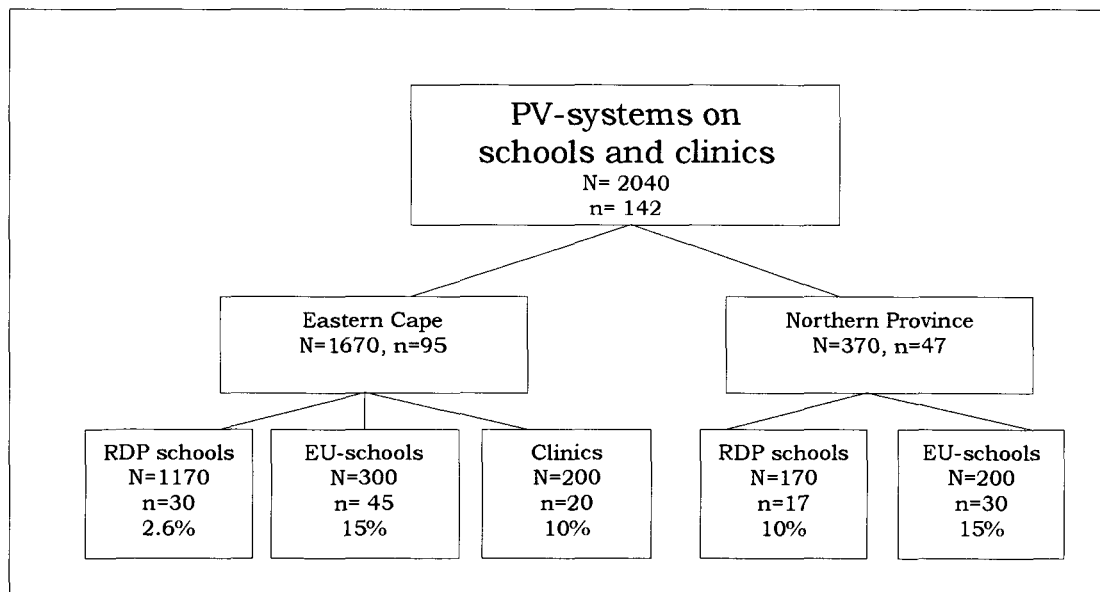 PV-systems on
schools and clinics
N= 2040
n= 142
Eastern Cape
N=1670, n=95
Northern Province
N=370, n=47
RDP schools
N=1170
n=30
2.6%
EU-schools
N=300
n= 45
15%
Clinics
N=200
n=20
10%
RDP schools
N=170
n=17
10%
EU-schools
N=200
n=30
15%